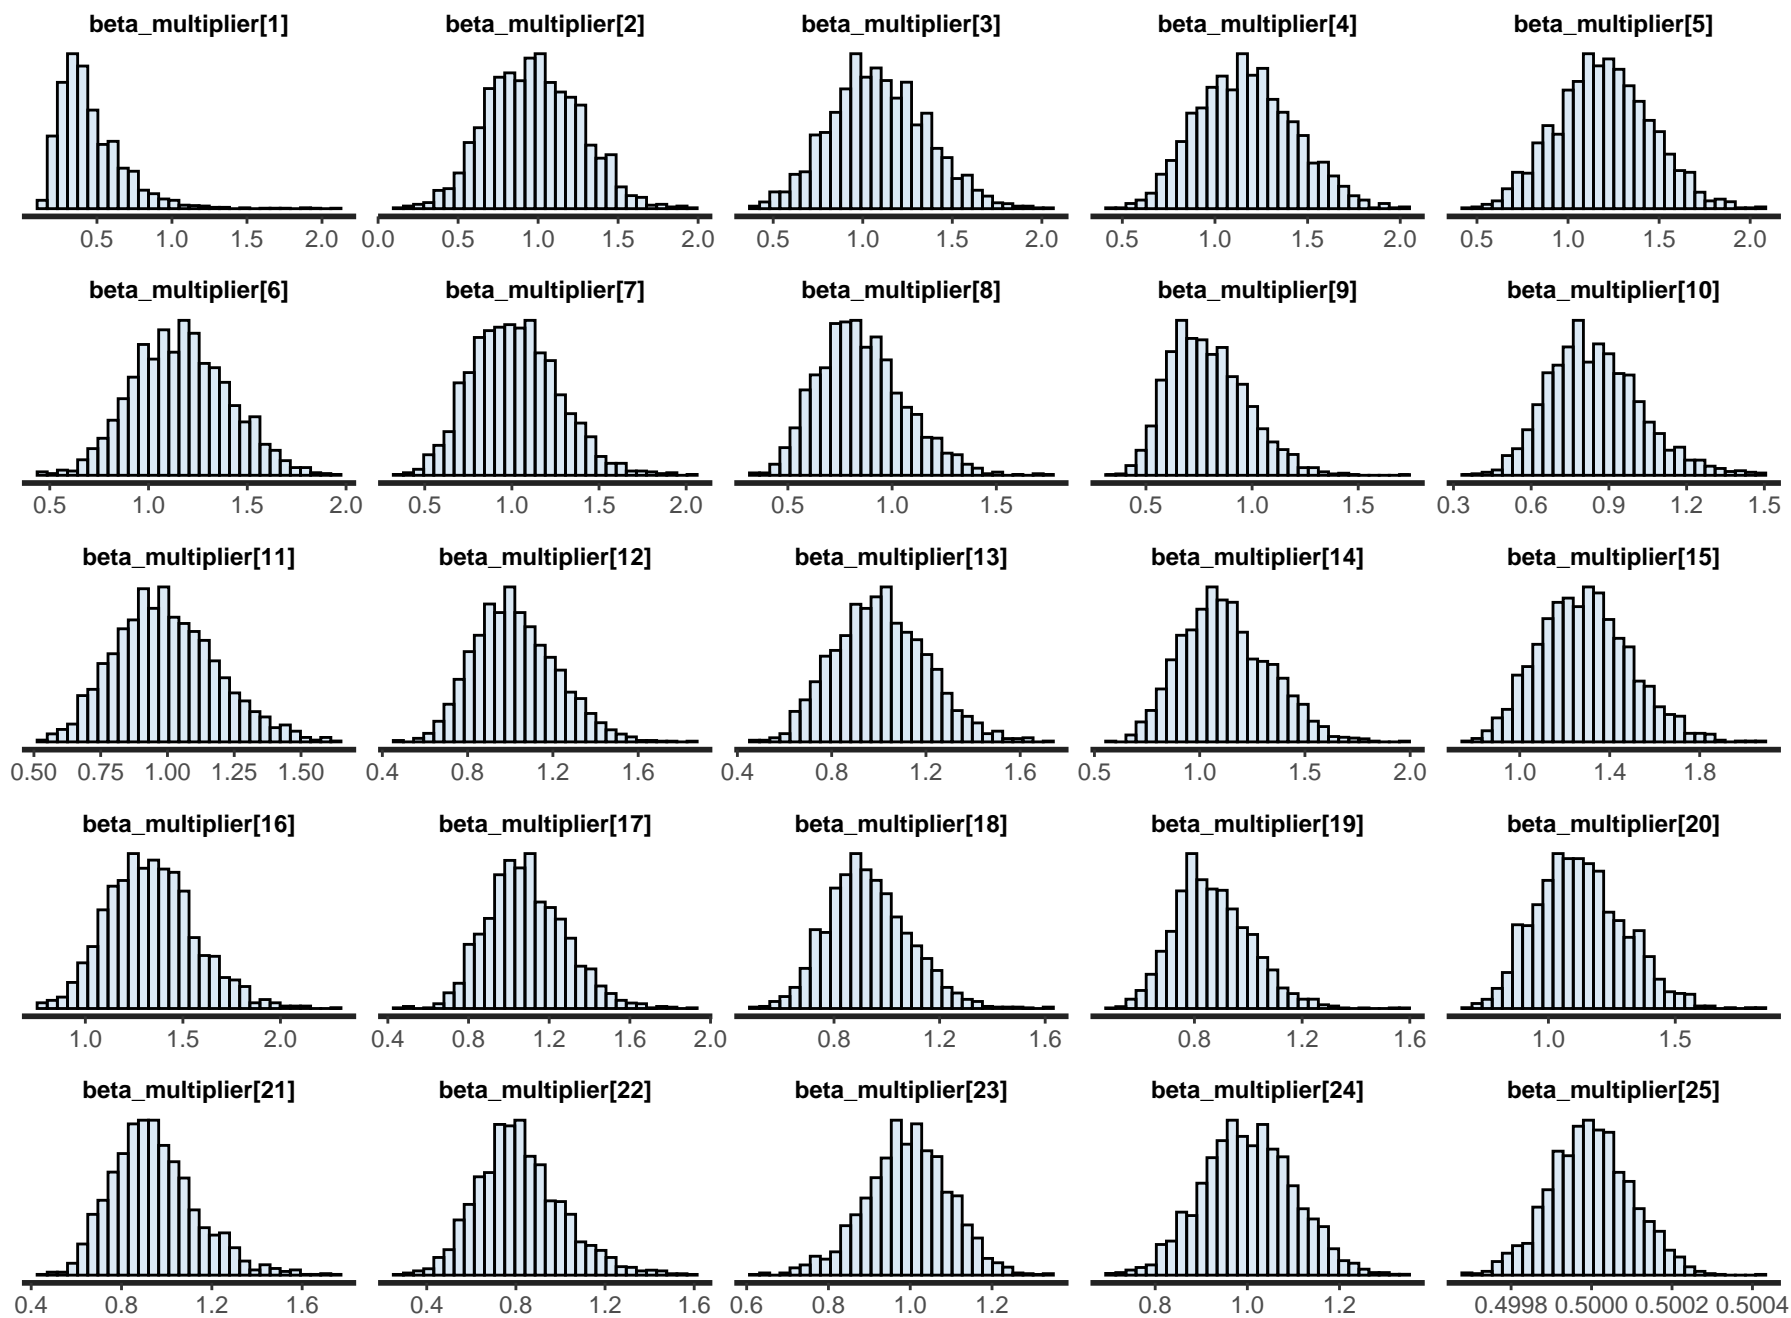 beta_multiplier[1] beta_multiplier[2] beta_multiplier[3] beta_multiplier[4] beta_multiplier[5]
0.5 1.0 1.5 2.0 0.0 0.5 1.0 1.5 2.0 0.5 1.0 1.5 2.0 0.5 1.0 1.5 2.0 0.5 1.0 1.5 2.0
beta_multiplier[6] beta_multiplier[7] beta_multiplier[8] beta_multiplier[9] beta_multiplier[10]
0.5 1.0 1.5 2.0 0.5 1.0 1.5 2.0 0.5 1.0 1.5 0.5 1.0 1.5 0.3 0.6 0.9 1.2 1.5
beta_multiplier[11] beta_multiplier[12] beta_multiplier[13] beta_multiplier[14] beta_multiplier[15]
0.50 0.75 1.00 1.25 1.50 0.4 0.8 1.2 1.6 0.4 0.8 1.2 1.6 0.5 1.0 1.5 2.0 1.0 1.4 1.8
beta_multiplier[16] beta_multiplier[17] beta_multiplier[18] beta_multiplier[19] beta_multiplier[20]
1.0 1.5 2.0 0.4 0.8 1.2 1.6 2.0 0.8 1.2 1.6 0.8 1.2 1.6 1.0 1.5
beta_multiplier[21] beta_multiplier[22] beta_multiplier[23] beta_multiplier[24] beta_multiplier[25]
0.4 0.8 1.2 1.6 0.4 0.8 1.2 1.6 0.6 0.8 1.0 1.2 0.8 1.0 1.2 0.4998 0.5000 0.5002 0.5004